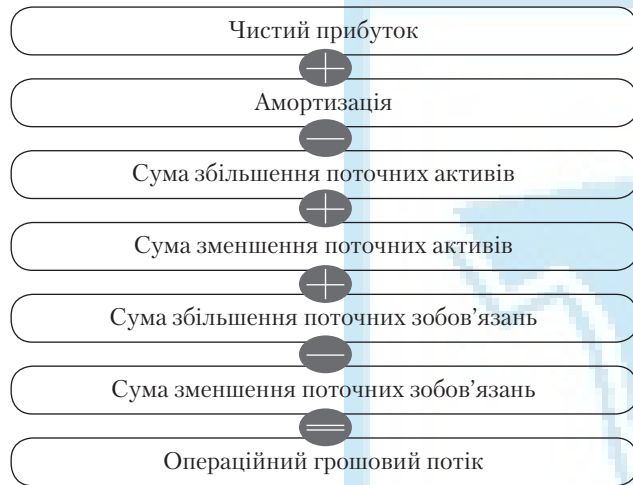 Чистий прибуток
+
Амортизація
—
Сума збільшення поточних активів
+
Сума зменшення поточних активів
+
Сума збільшення поточних зобов’язань
—
Сума зменшення поточних зобов’язань
=
Операційний грошовий потік